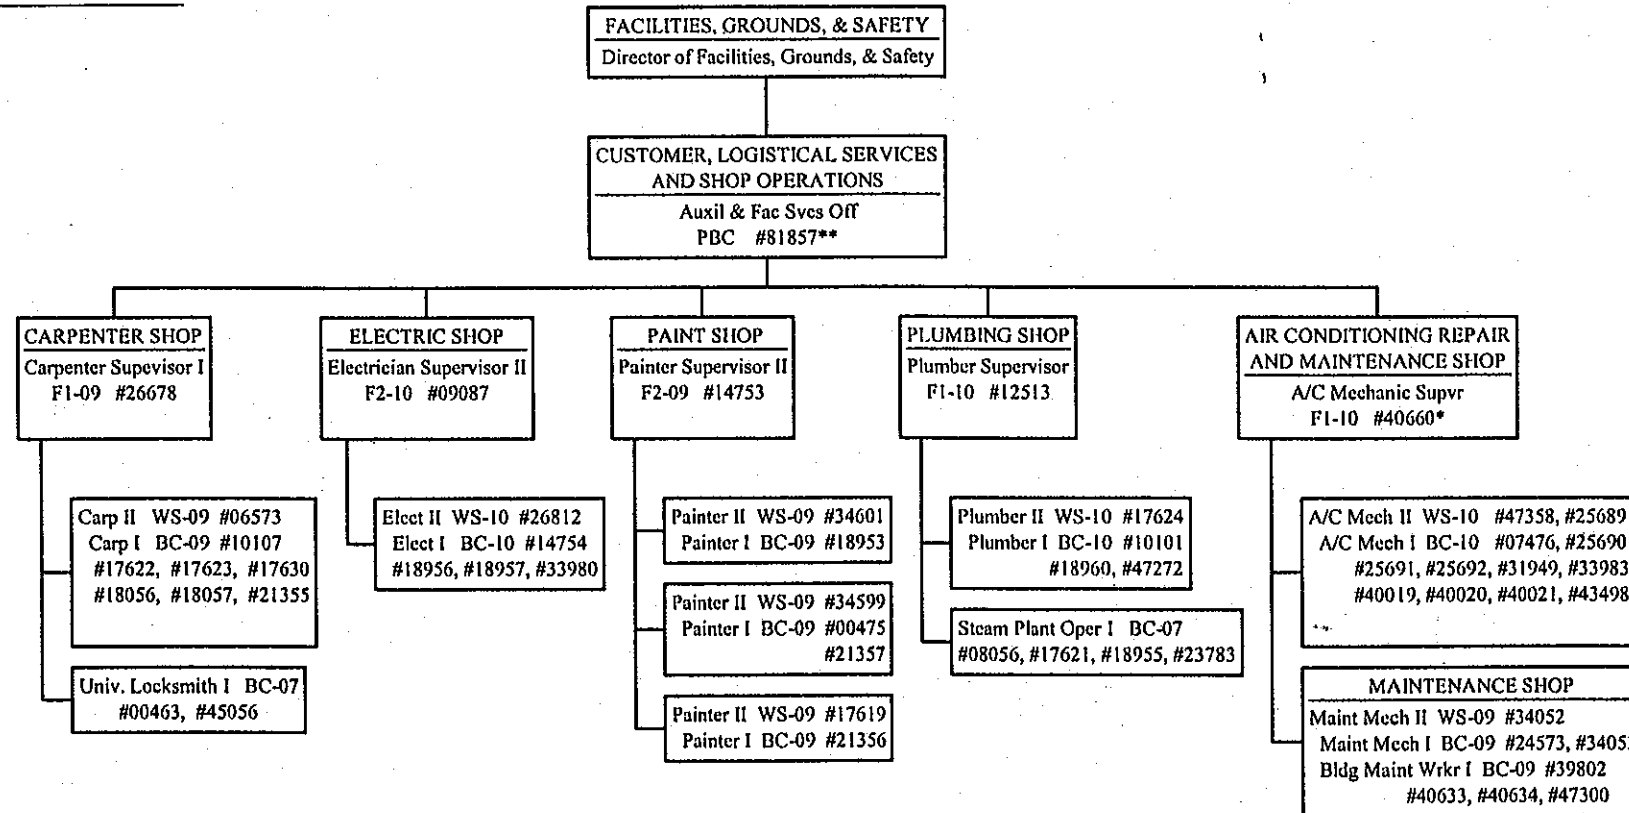 FACILITIES, GROUNDS, & SAFETY
Director of Facilities, Grounds, & Safety
CUSTOMER, LOGISTICAL SERVICES
AND SHOP OPERATIONS
Auxil & Fac Svcs Off
PBC #81857**
CARPENTER SHOP
Carpenter Supevisor I
F1-09 #26678
ELECTRIC SHOP
Electrician Supervisor II
F2-10 #09087
PAINT SHOP
Painter Supervisor II
F2-09 #14753
PLUMBING SHOP
Plumber Supervisor
F1-10 #12513
AIR CONDITIONING REPAIR
AND MAINTENANCE SHOP
A/C Mechanic Supvr
F1-10 #40660*
Carp II WS-09 #06573
Carp I BC-09 #10107
#17622, #17623, #17630
#18056, #18057, #21355
Univ. Locksmith I BC-07
#00463, #45056
Elect II WS-10 #26812
Elect I BC-10 #14754
#18956, #18957, #33980
Painter II WS-09 #34601
Painter I BC-09 #18953
Painter II WS-09 #34599
Painter I BC-09 #00475
#21357
Painter II WS-09 #17619
Painter I BC-09 #21356
Plumber II WS-10 #17624
Plumber I BC-10 #10101
#18960, #47272
Steam Plant Oper I BC-07
#08056, #17621, #18955, #23783
A/C Mech II WS-10 #47358, #25689
A/C Mech I BC-10 #07476, #25690
#25691, #25692, #31949, #33983
#40019, #40020, #40021, #43498
MAINTENANCE SHOP
Maint Mech II WS-09 #34052
Maint Mech I BC-09 #24573,
Bldg Maint Wrkr I BC-09 #39802
#40633, #40634, #47300